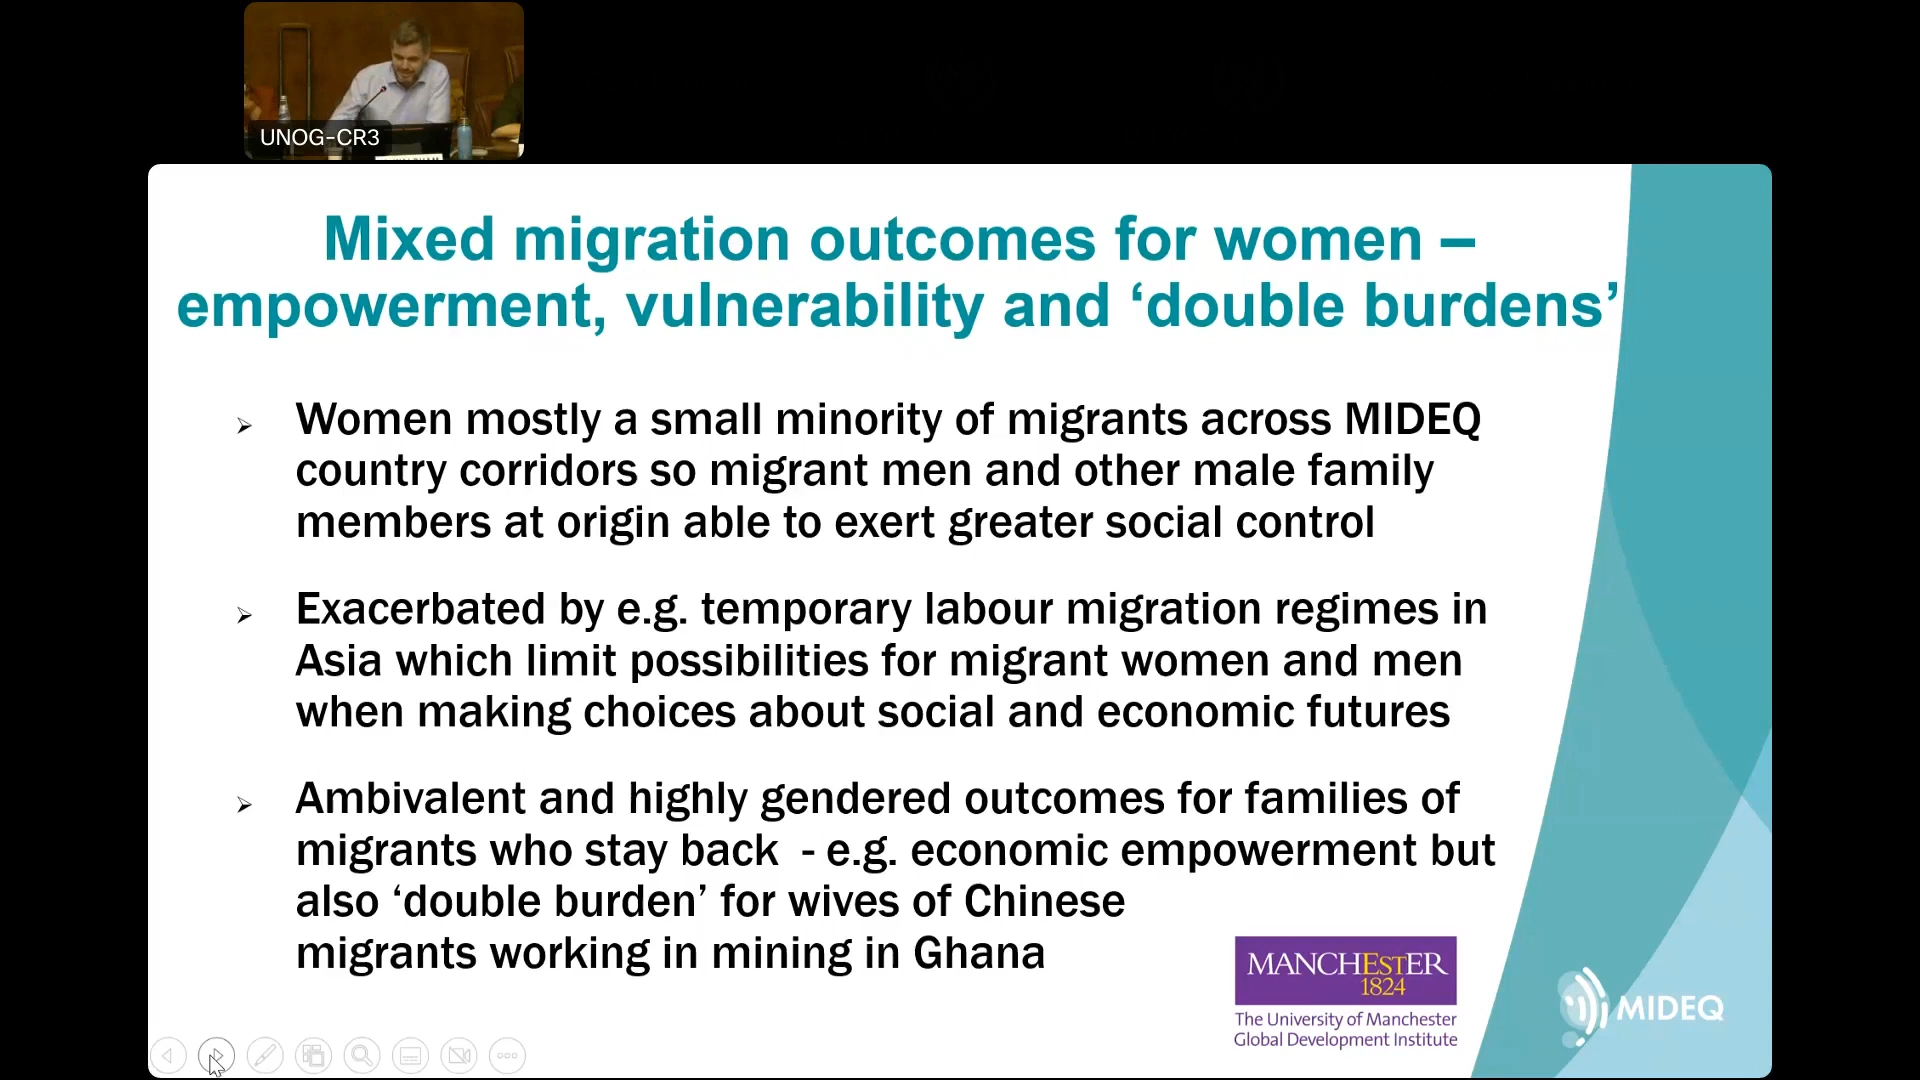 UNOG-CR3
Mixed migration outcomes for women –
empowerment, vulnerability and ‘double burdens’
Women mostly a small minority of migrants across MIDEQ
country corridors so migrant men and other male family
members at origin able to exert greater social control
Exacerbated by e.g. temporary labour migration regimes in
Asia which limit possibilities for migrant women and men
when making choices about social and economic futures
Ambivalent and highly gendered outcomes for families of
migrants who stay back - e.g. economic empowerment but
also ‘double burden’ for wives of Chinese
migrants working in mining in Ghana
MANCHESTER
1824
The University of Manchester
Global Development Institute
MIDEQ